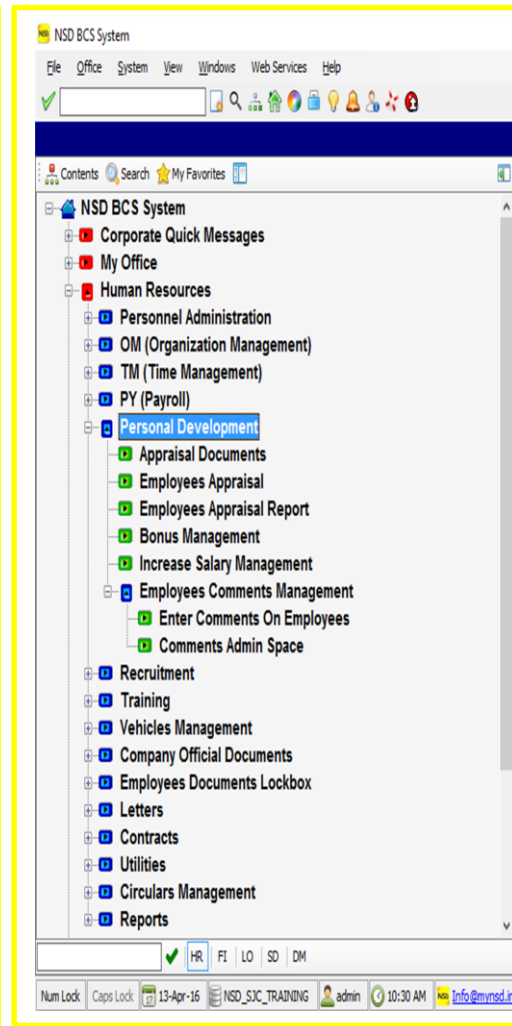 NSD BCS System
File Office System View Windows Web Services Help
Contents Search My Favorites
NSD BCS System
Corporate Quick Messages
My Office
Human Resources
Personnel Administration
OM (Organization Management)
TM (Time Management)
PY (Payroll)
Personal Development
Appraisal Documents
Employees Appraisal
Employees Appraisal Report
Bonus Management
Increase Salary Management
Employees Comments Management
Enter Comments On Employees
Comments Admin Space
Recruitment
Training
Vehicles Management
Company Official Documents
Employees Documents Lockbox
Letters
Contracts
Utilities
Circulars Management
Reports
HR FI LO SD DM
Num Lock Caps Lock 13-Apr-16 NSD_SJC_TRAINING admin 10:30 AM Info@mynsd.in